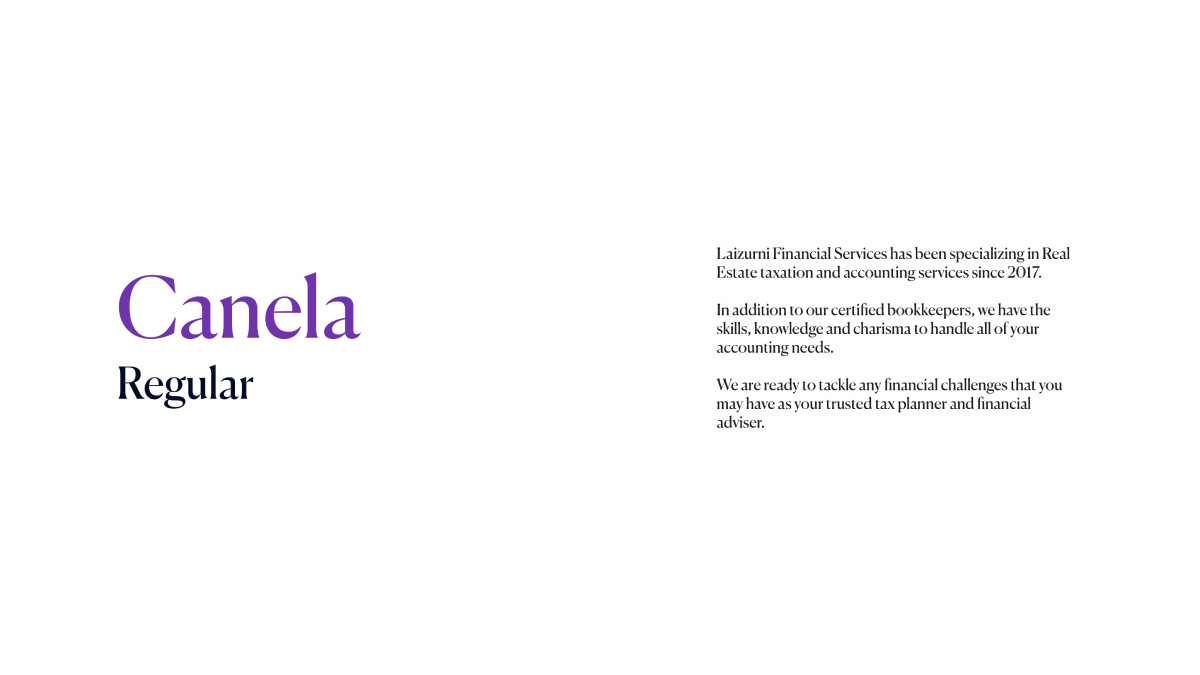 Canela
Regular
Laizurni Financial Services has been specializing in Real
Estate taxation and accounting services since 2017.
In addition to our certified bookkeepers, we have the
skills, knowledge and charisma to handle all of your
accounting needs.
We are ready to tackle any financial challenges that you
may have as your trusted tax planner and financial
adviser.